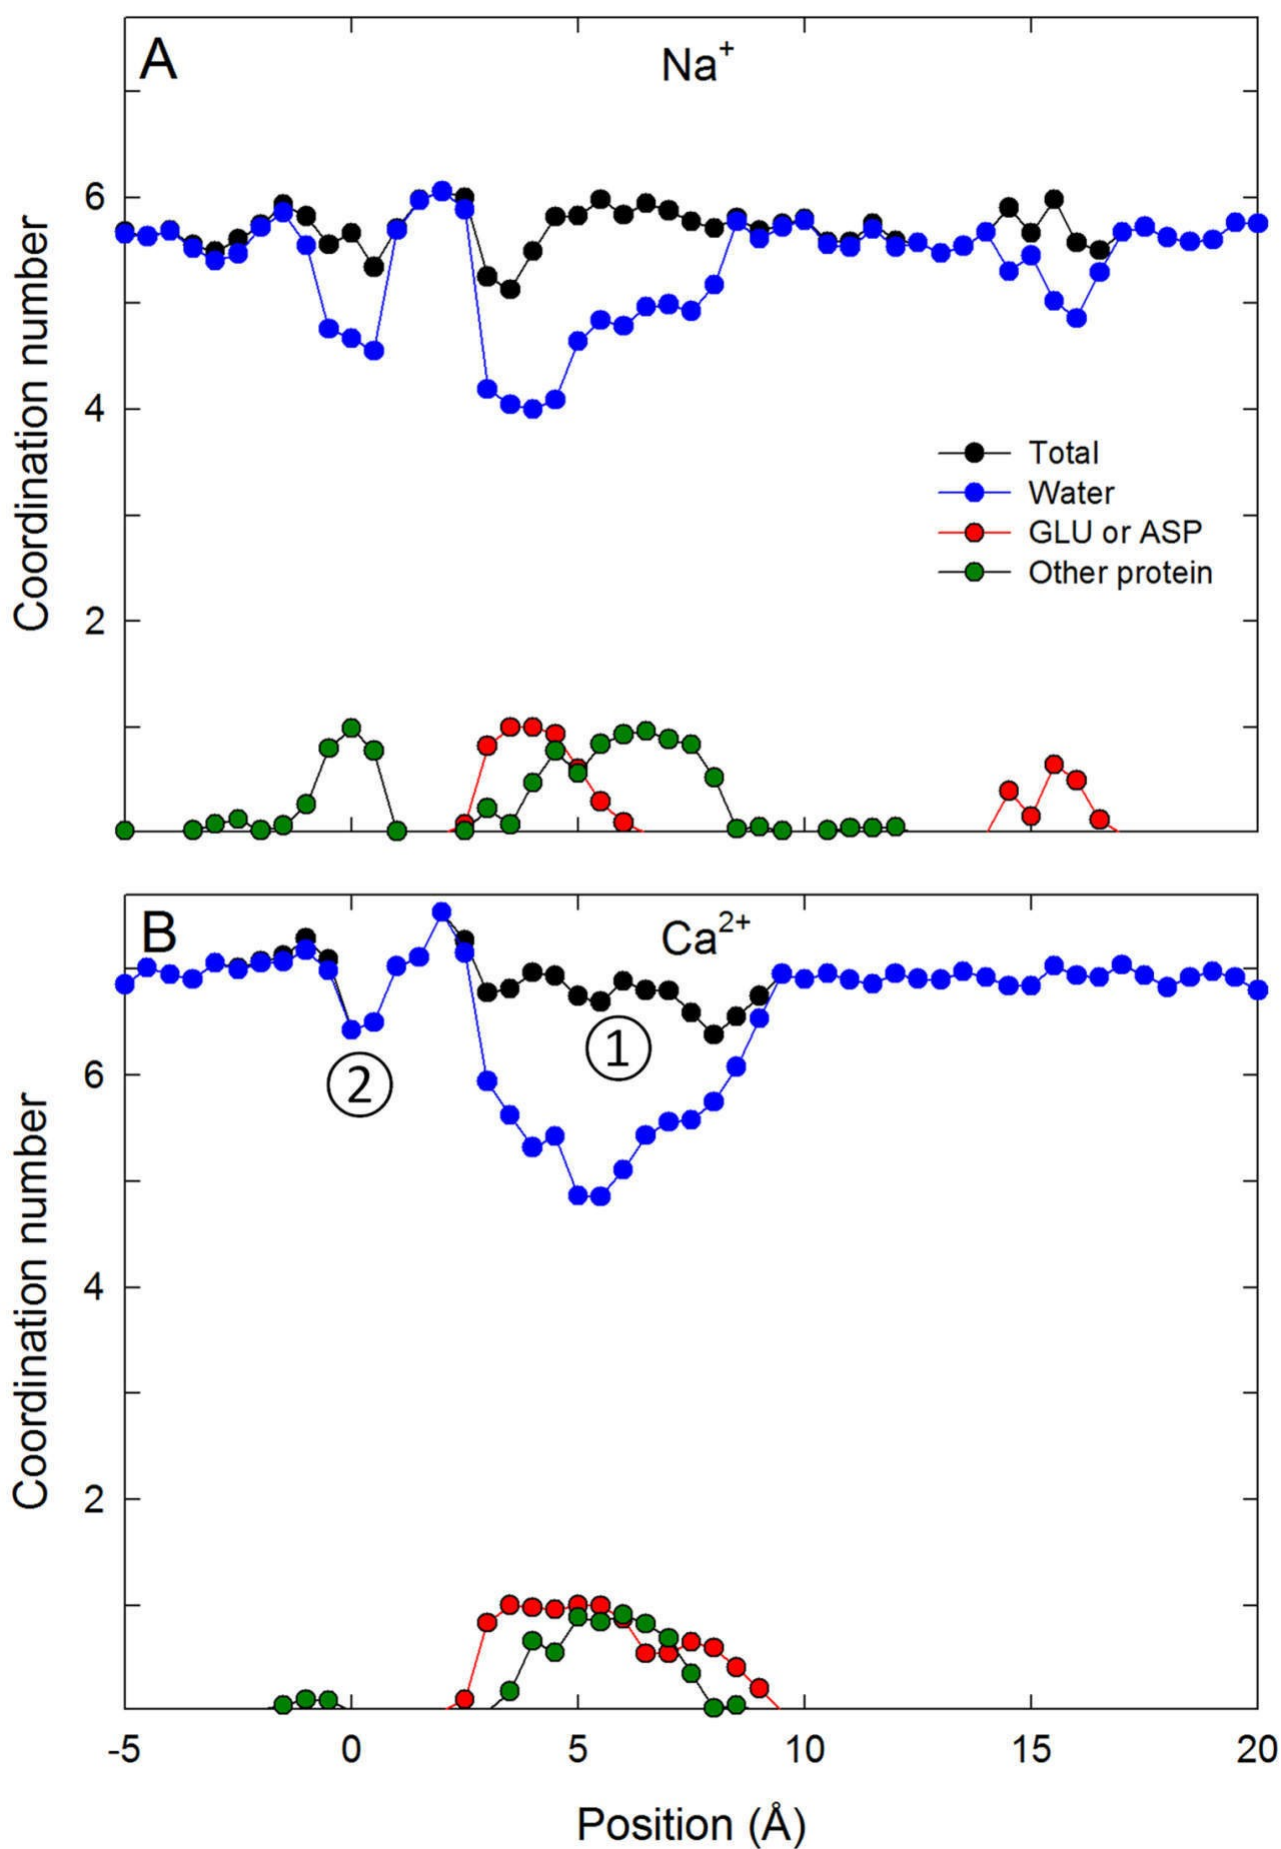 A
Na⁺
6
4
2
Coordination number
Total
Water
GLU or ASP
Other protein
B
Ca²⁺
1
2
6
4
2
Coordination number
-5 0 5 10 15 20
Position (Å)